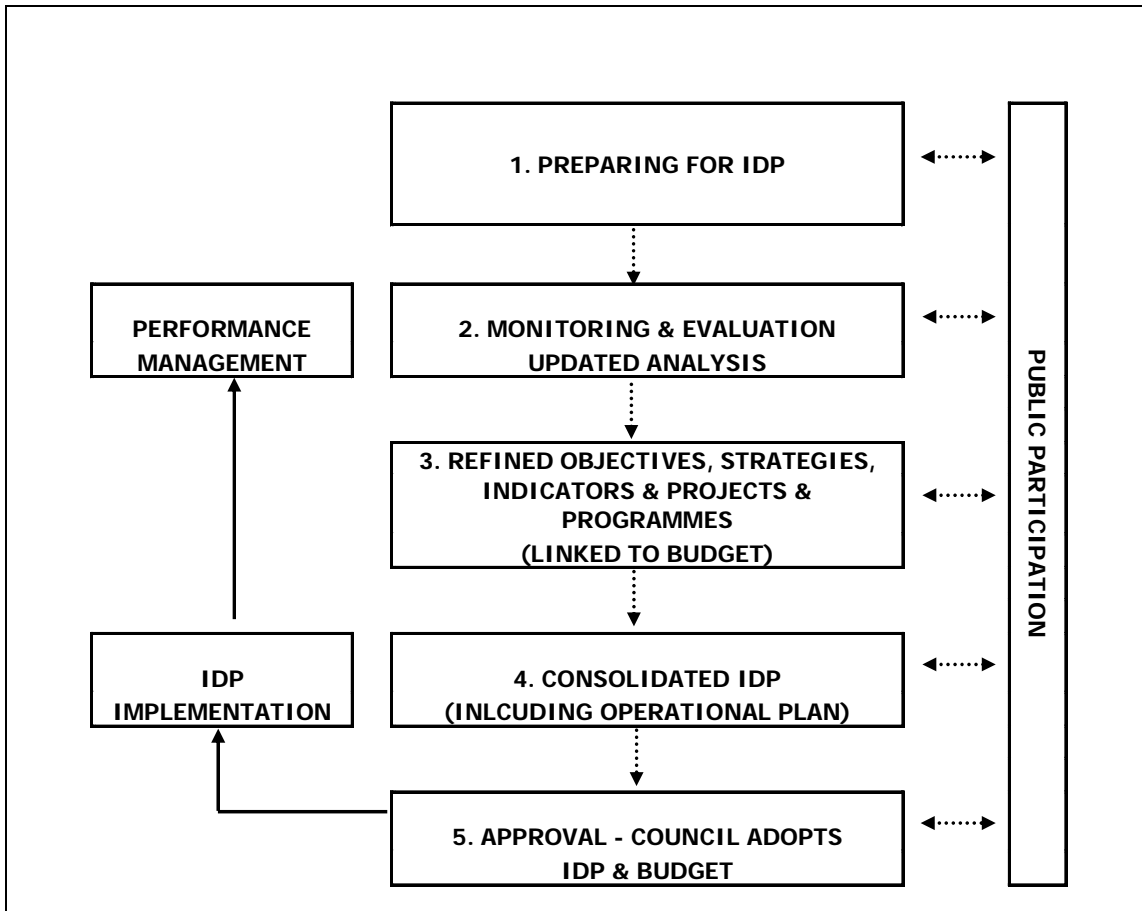 1. PREPARING FOR IDP
PERFORMANCE
MANAGEMENT
2. MONITORING & EVALUATION
UPDATED ANALYSIS
3. REFINED OBJECTIVES, STRATEGIES,
INDICATORS & PROJECTS &
PROGRAMMES
(LINKED TO BUDGET)
IDP
IMPLEMENTATION
4. CONSOLIDATED IDP
(INLCUDING OPERATIONAL PLAN)
5. APPROVAL - COUNCIL ADOPTS
IDP & BUDGET
PUBLIC PARTICIPATION